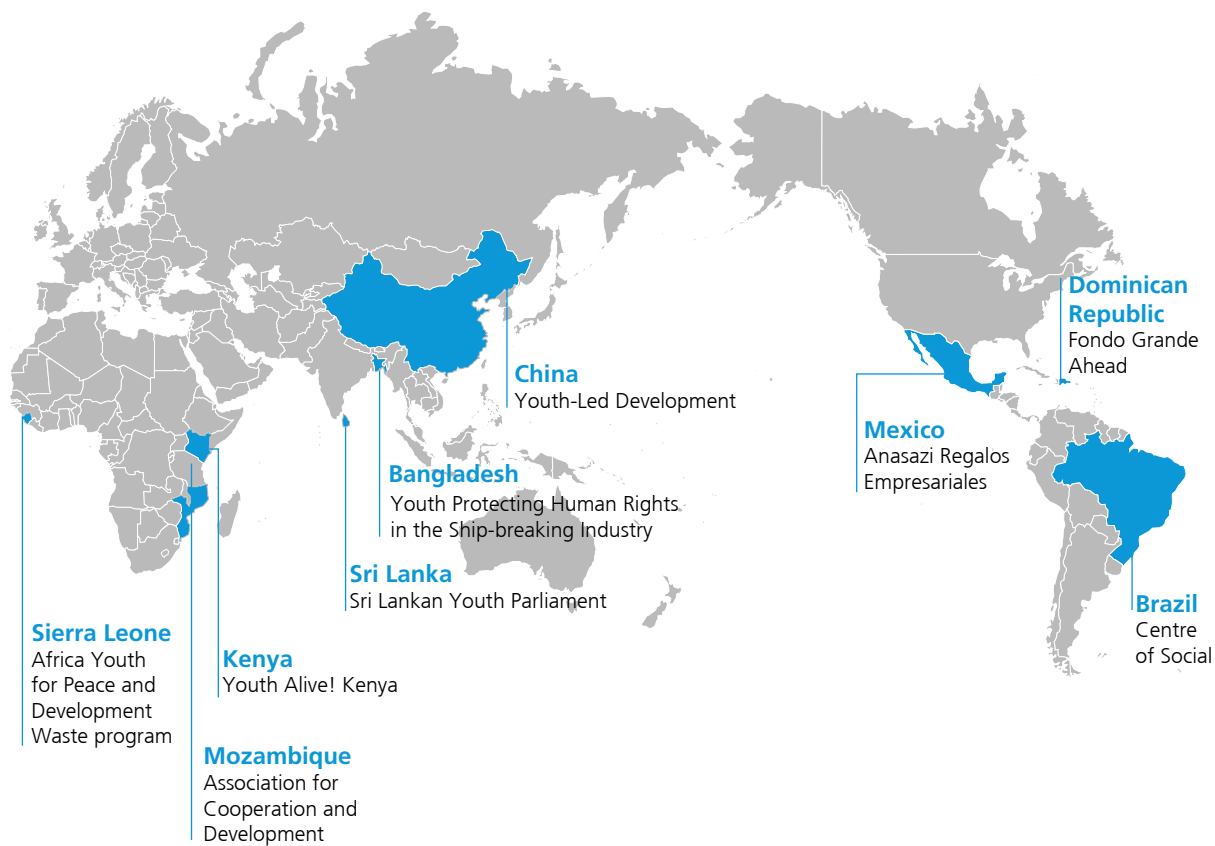 Dominican
Republic
Fondo Grande
Ahead
China
Youth-Led Development
Mexico
Anasazi Regalos
Empresariales
Bangladesh
Youth Protecting Human Rights
in the Ship-breaking Industry
Sri Lanka
Sri Lankan Youth Parliament
Brazil
Centre
of Social
Sierra Leone
Africa Youth
for Peace and
Development
Waste program
Kenya
Youth Alive! Kenya
Mozambique
Association for
Cooperation and
Development